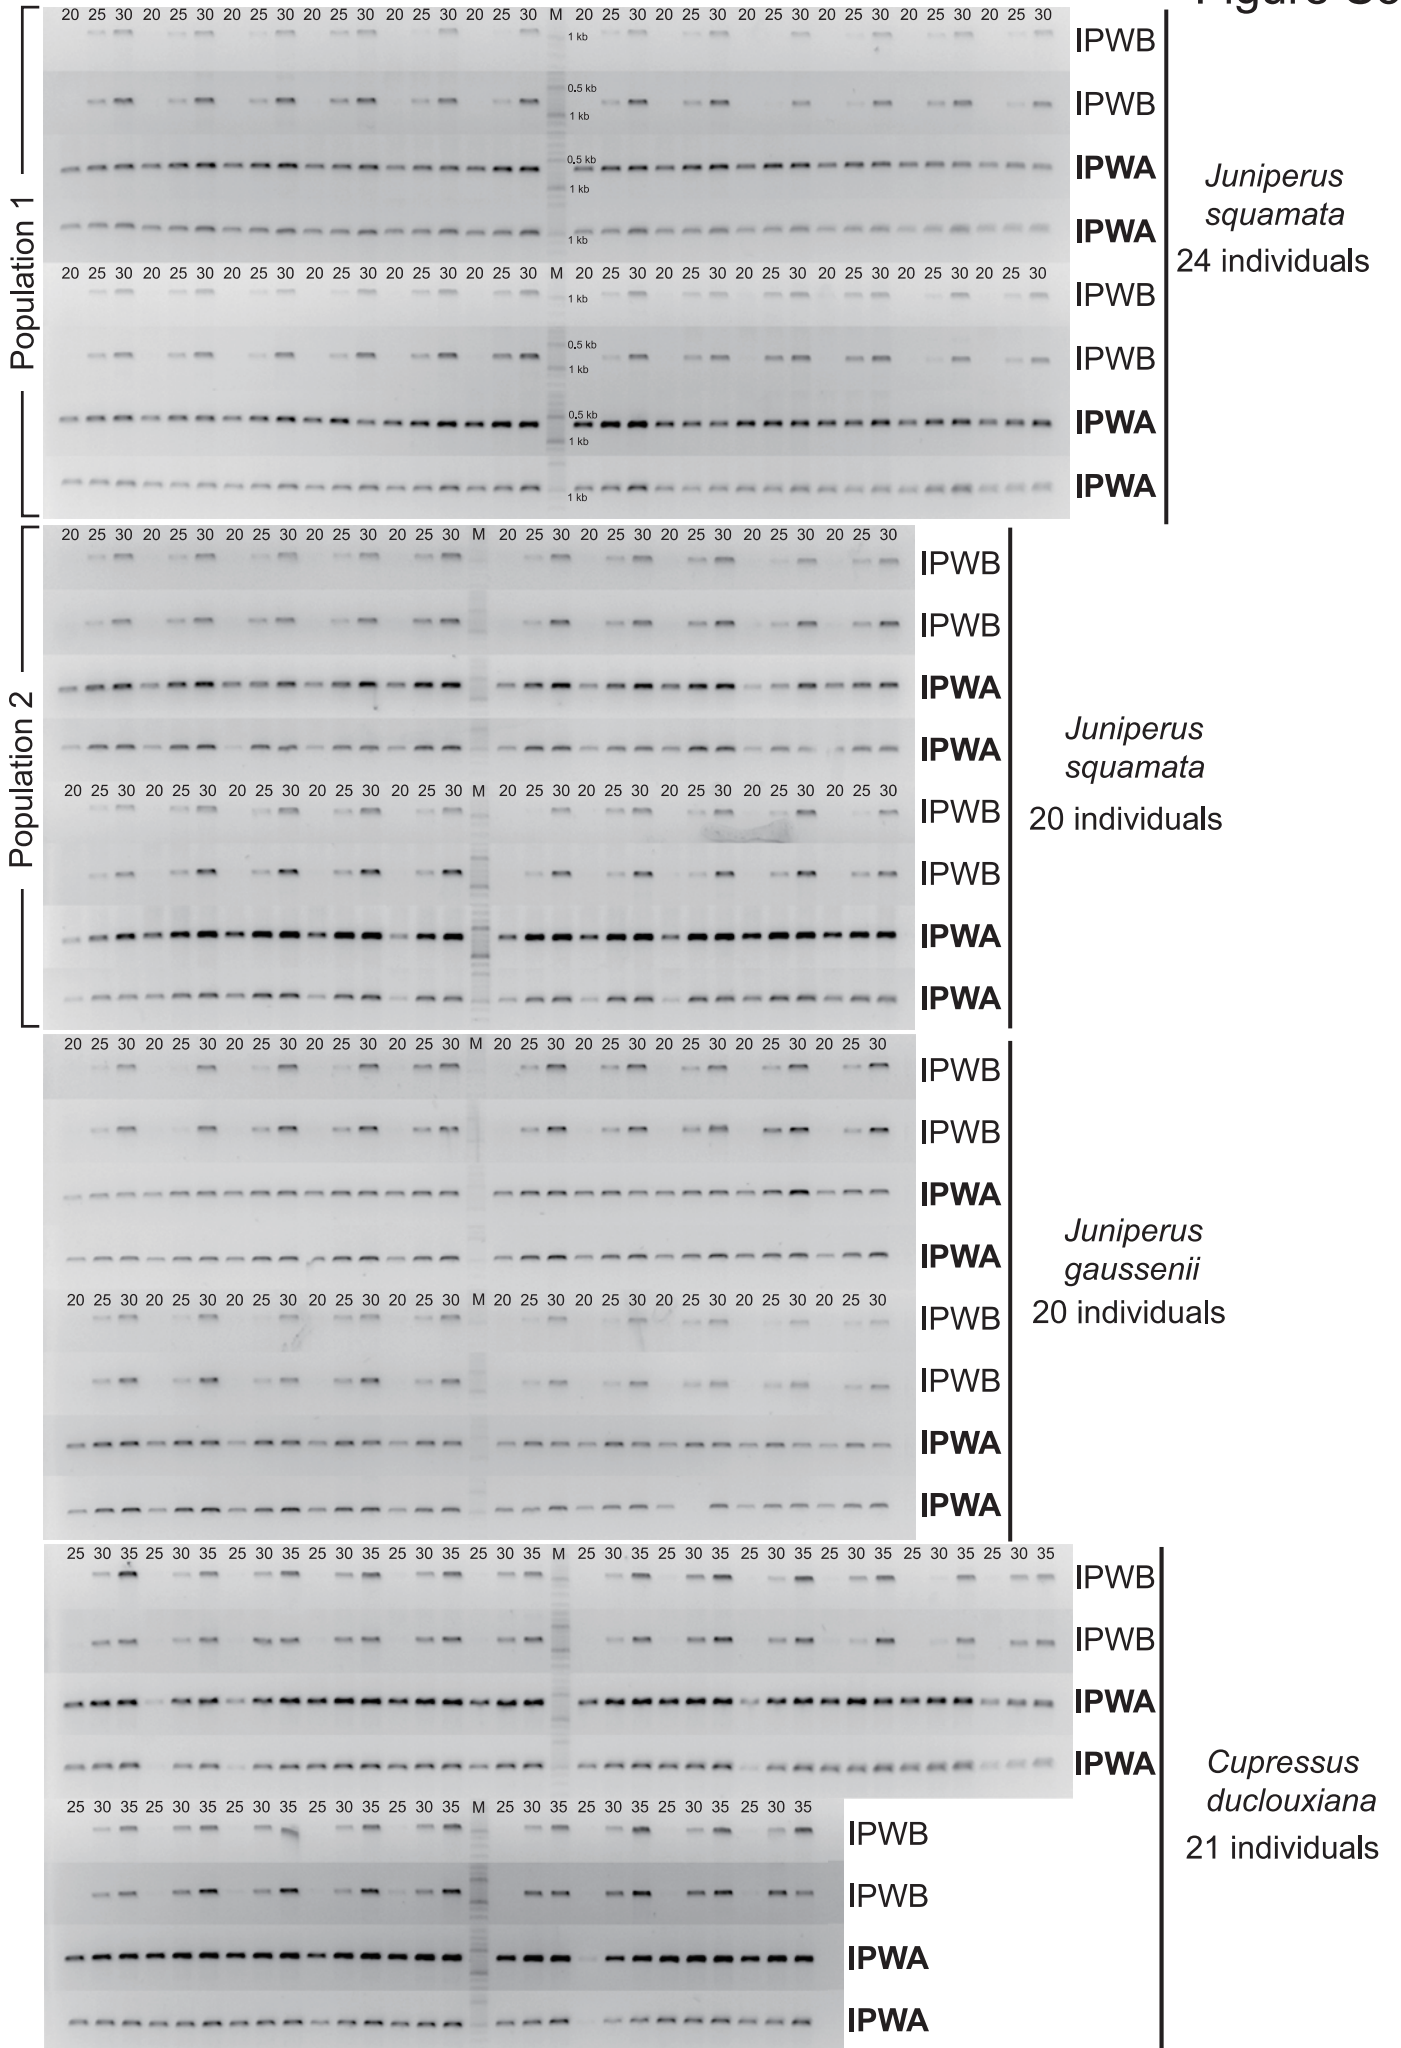 20 25 30 20 25 30 20 25 30 20 25 30 20 25 30 20 25 30 M 20 25 30 20 25 30 20 25 30 20 25 30 20 25 30 20 25 30
IPWB
1 kb
0.5 kb
IPWB
1 kb
0.5 kb
IPWA
1 kb
IPWA
1 kb
Population 1
Juniperus
squamata
24 individuals
20 25 30 20 25 30 20 25 30 20 25 30 20 25 30 20 25 30 M 20 25 30 20 25 30 20 25 30 20 25 30 20 25 30 20 25 30
IPWB
1 kb
0.5 kb
IPWB
1 kb
0.5 kb
IPWA
1 kb
IPWA
1 kb
20 25 30 20 25 30 20 25 30 20 25 30 20 25 30 M 20 25 30 20 25 30 20 25 30 20 25 30 20 25 30
IPWB
IPWB
IPWA
IPWA
Population 2
Juniperus
squamata
20 individuals
20 25 30 20 25 30 20 25 30 20 25 30 20 25 30 M 20 25 30 20 25 30 20 25 30 20 25 30 20 25 30
IPWB
IPWB
IPWA
IPWA
20 25 30 20 25 30 20 25 30 20 25 30 20 25 30 M 20 25 30 20 25 30 20 25 30 20 25 30 20 25 30
IPWB
IPWB
IPWA
IPWA
Juniperus
gaussenii
20 individuals
20 25 30 20 25 30 20 25 30 20 25 30 20 25 30 M 20 25 30 20 25 30 20 25 30 20 25 30 20 25 30
IPWB
IPWB
IPWA
IPWA
25 30 35 25 30 35 25 30 35 25 30 35 25 30 35 25 30 35 M 25 30 35 25 30 35 25 30 35 25 30 35 25 30 35 25 30 35
IPWB
IPWB
IPWA
IPWA
Cupressus
duclouxiana
21 individuals
25 30 35 25 30 35 25 30 35 25 30 35 25 30 35 M 25 30 35 25 30 35 25 30 35 25 30 35
IPWB
IPWB
IPWA
IPWA